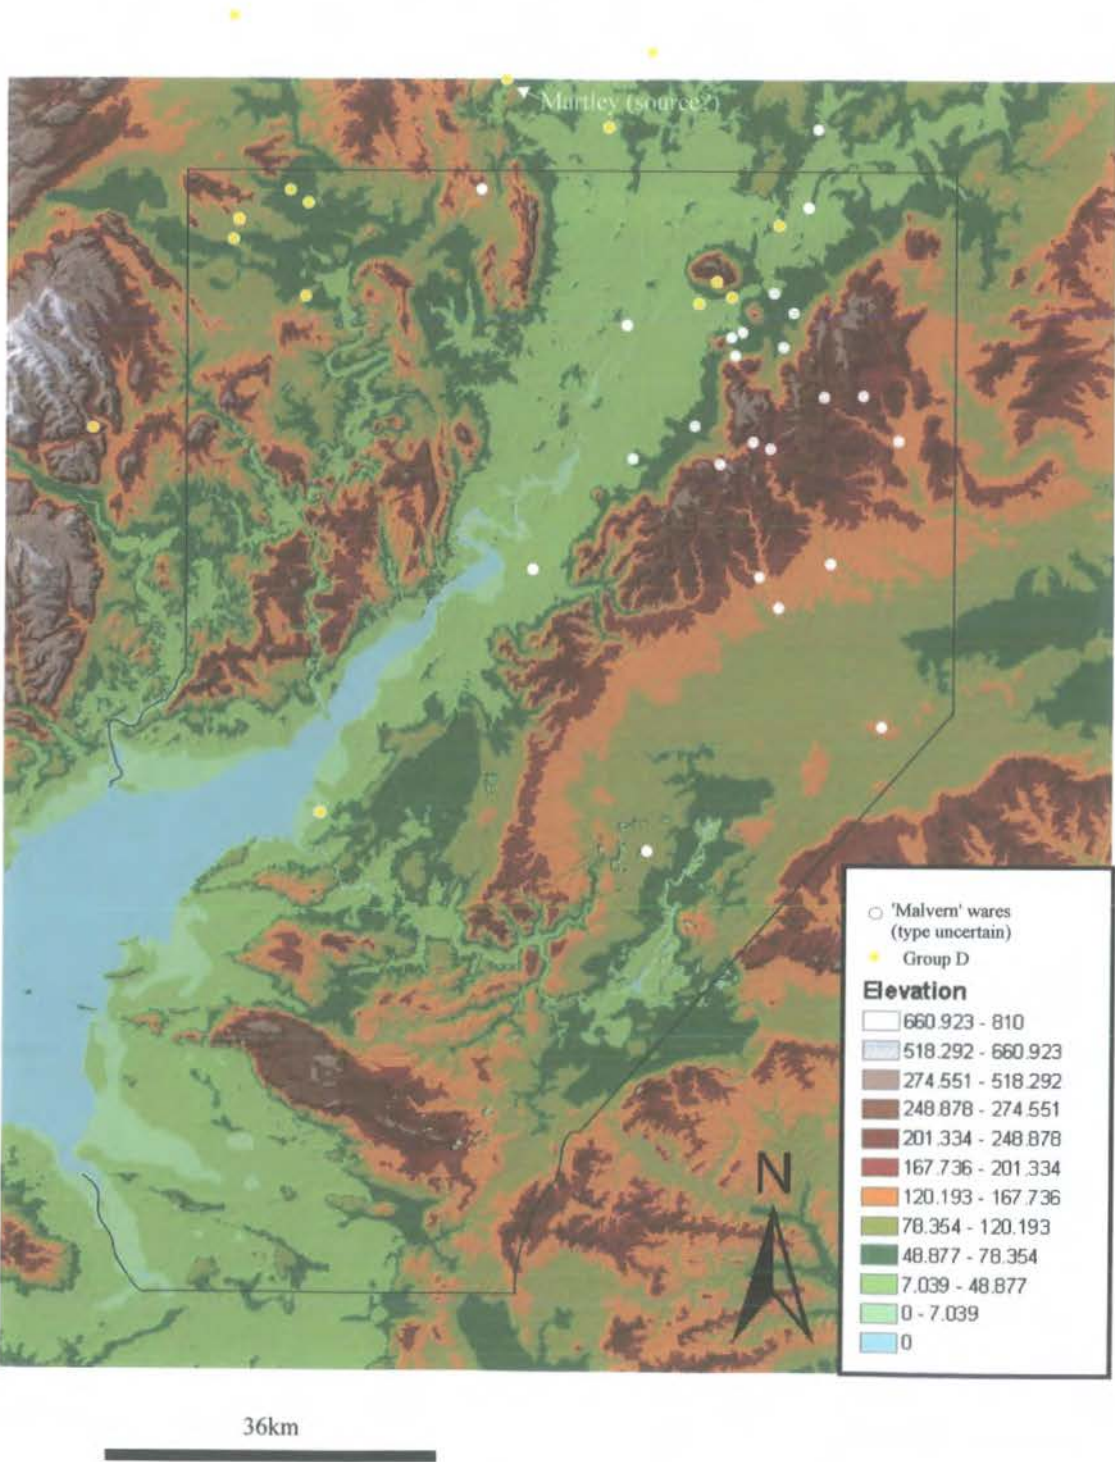 Martley (source?)
'Malvern' wares
(type uncertain)
Group D
Elevation
660.923 - 810
518.292 - 660.923
274.551 - 518.292
248.878 - 274.551
201.334 - 248.878
167.736 - 201.334
120.193 - 167.736
78.354 - 120.193
48.877 - 78.354
7.039 - 48.877
0 - 7.039
0
N
36km